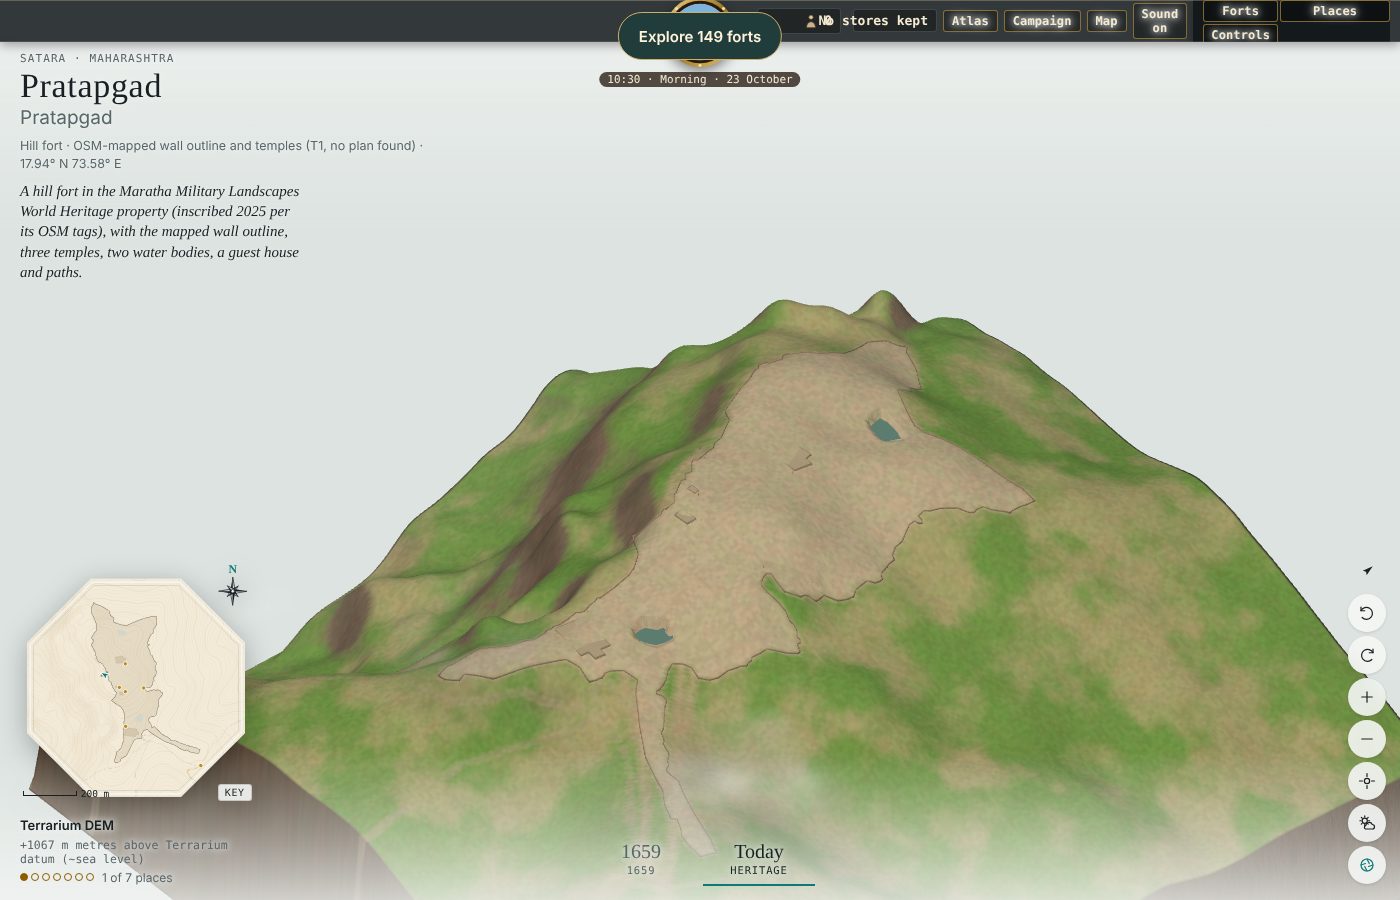 Explore 149 forts
No stores kept
Atlas
Campaign
Map
Sound on
Forts
Places
Controls
10:30 · Morning · 23 October
SATARA · MAHARASHTRA
Pratapgad
Pratapgad
Hill fort · OSM-mapped wall outline and temples (T1, no plan found) ·
17.94° N 73.58° E
A hill fort in the Maratha Military Landscapes
World Heritage property (inscribed 2025 per
its OSM tags), with the mapped wall outline,
three temples, two water bodies, a guest house
and paths.
N
200 m
KEY
Terrarium DEM
+1067 m metres above Terrarium
datum (~sea level)
1 of 7 places
1659
1659
Today
HERITAGE